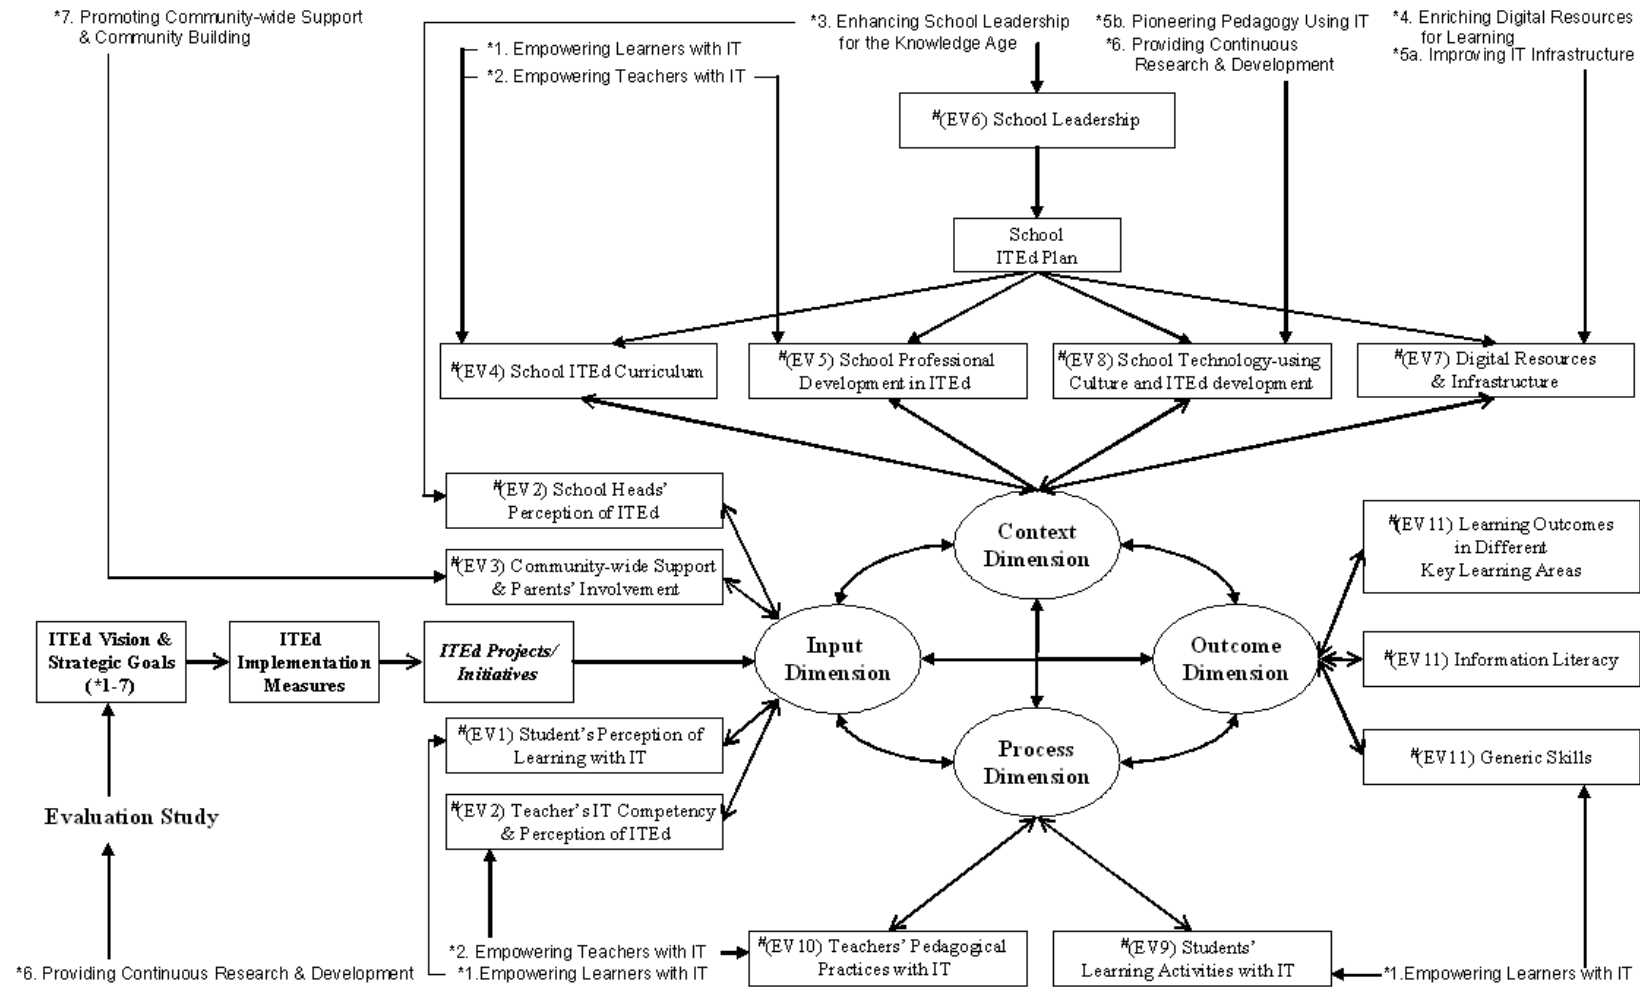 *7. Promoting Community-wide Support
& Community Building
*3. Enhancing School Leadership
for the Knowledge Age
*5b. Pioneering Pedagogy Using IT
*6. Providing Continuous
Research & Development
*4. Enriching Digital Resources
for Learning
*5a. Improving IT Infrastructure
*1. Empowering Learners with IT
*2. Empowering Teachers with IT
#(EV6) School Leadership
School
ITEd Plan
#(EV4) School ITEd Curriculum
#(EV5) School Professional
Development in ITEd
#(EV8) School Technology-using
Culture and ITEd development
#(EV7) Digital Resources
& Infrastructure
#(EV2) School Heads'
Perception of ITEd
#(EV3) Community-wide Support
& Parents' Involvement
Context
Dimension
#(EV11) Learning Outcomes
in Different
Key Learning Areas
ITEd Vision &
Strategic Goals
(*1-7)
ITEd
Implementation
Measures
ITEd Projects/
Initiatives
Input
Dimension
Outcome
Dimension
#(EV11) Information Literacy
#(EV1) Student's Perception of
Learning with IT
Process
Dimension
#(EV11) Generic Skills
#(EV2) Teacher's IT Competency
& Perception of ITEd
Evaluation Study
*2. Empowering Teachers with IT
*1.Empowering Learners with IT
#(EV10) Teachers' Pedagogical
Practices with IT
#(EV9) Students'
Learning Activities with IT
*6. Providing Continuous Research & Development
*1.Empowering Learners with IT